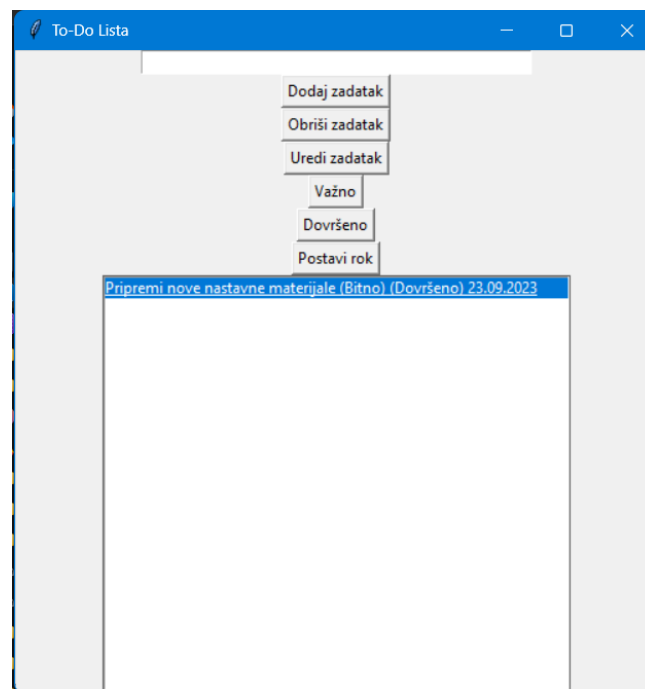 To-Do Lista
Dodaj zadatak
Obriši zadatak
Uredi zadatak
Važno
Dovršeno
Postavi rok
Pripremi nove nastavne materijale (Bitno) (Dovršeno) 23.09.2023